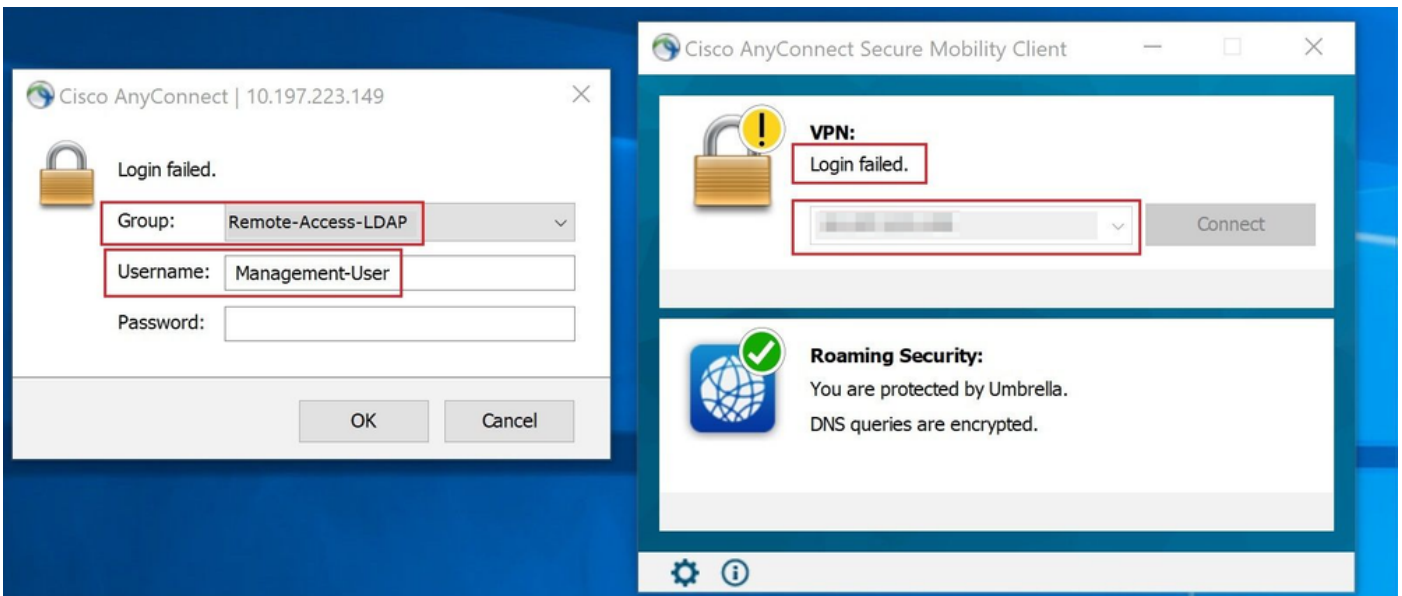 Cisco AnyConnect | 10.197.223.149
Login failed.
Group: Remote-Access-LDAP
Username: Management-User
Password:
OK Cancel
Cisco AnyConnect Secure Mobility Client
VPN:
Login failed.
Connect
Roaming Security:
You are protected by Umbrella.
DNS queries are encrypted.